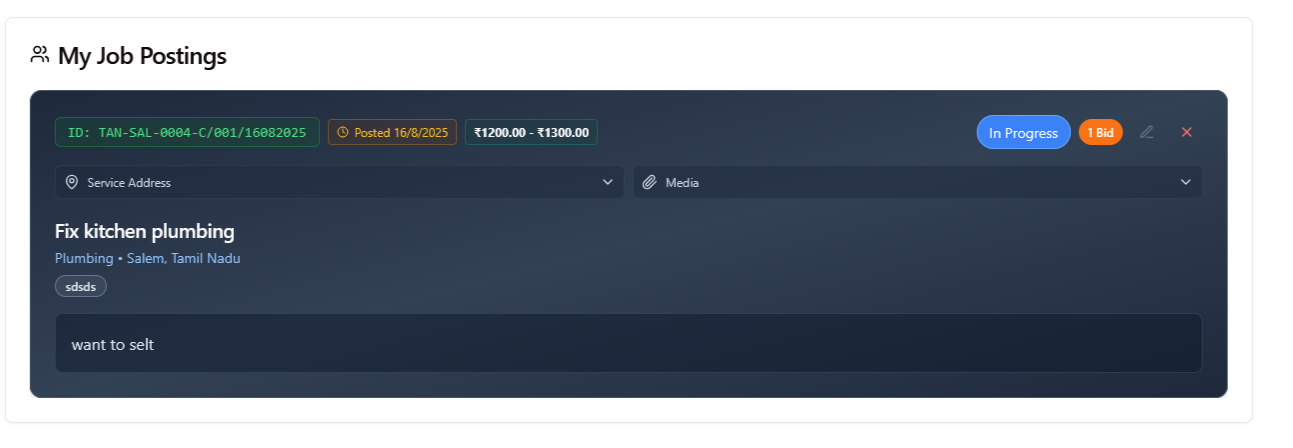 My Job Postings
ID: TAN-SAL-0004-C/001/16082025 Posted 16/8/2025 ₹1200.00 - ₹1300.00 In Progress 1 Bid
Service Address Media
Fix kitchen plumbing
Plumbing • Salem, Tamil Nadu
sdsds
want to selt